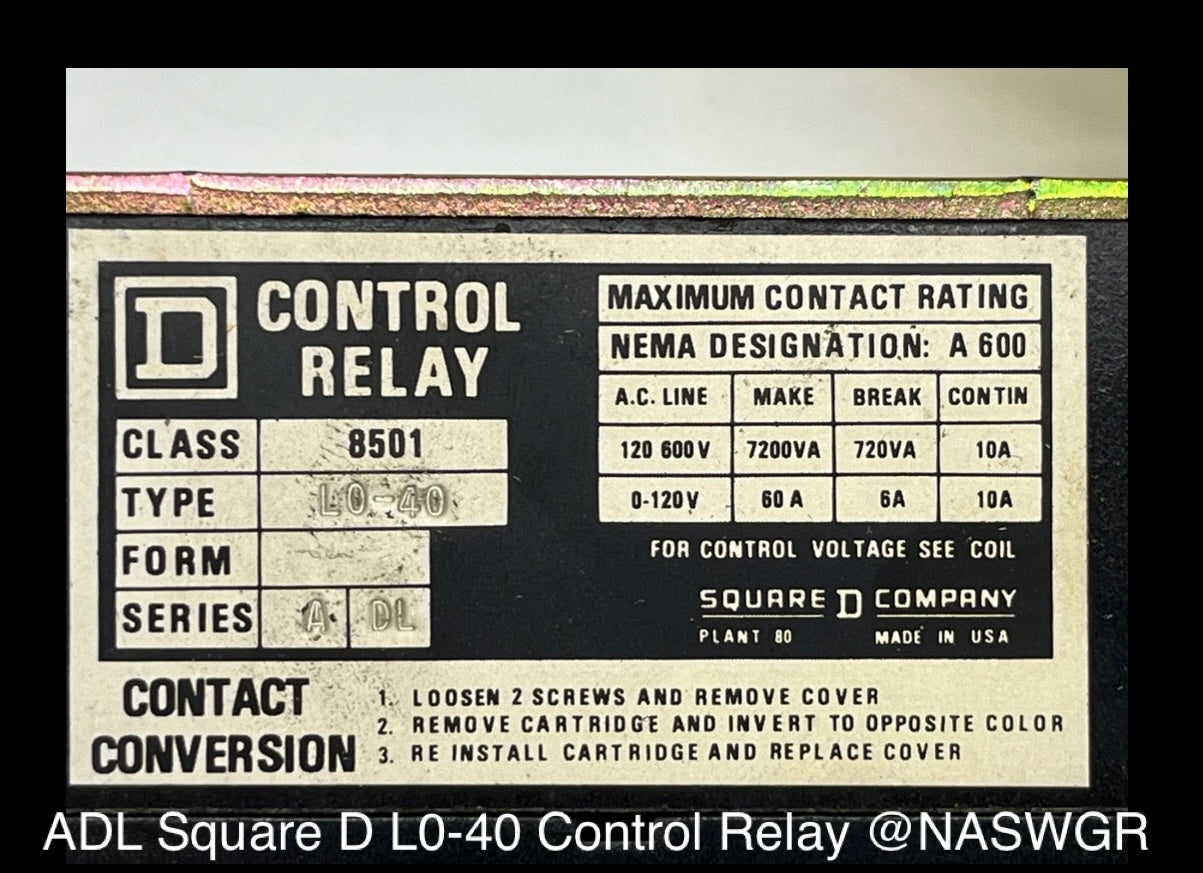 D
CONTROL
RELAY
CLASS 8501
TYPE L0-40
FORM
SERIES A DL
MAXIMUM CONTACT RATING
NEMA DESIGNATION: A 600
A.C. LINE MAKE BREAK CONTIN
120 600V 7200VA 720VA 10A
0-120V 60 A 6A 10A
FOR CONTROL VOLTAGE SEE COIL
SQUARE D COMPANY
PLANT 80 MADE IN USA
CONTACT
CONVERSION
1. LOOSEN 2 SCREWS AND REMOVE COVER
2. REMOVE CARTRIDGE AND INVERT TO OPPOSITE COLOR
3. RE INSTALL CARTRIDGE AND REPLACE COVER
ADL Square D L0-40 Control Relay @NASWGR